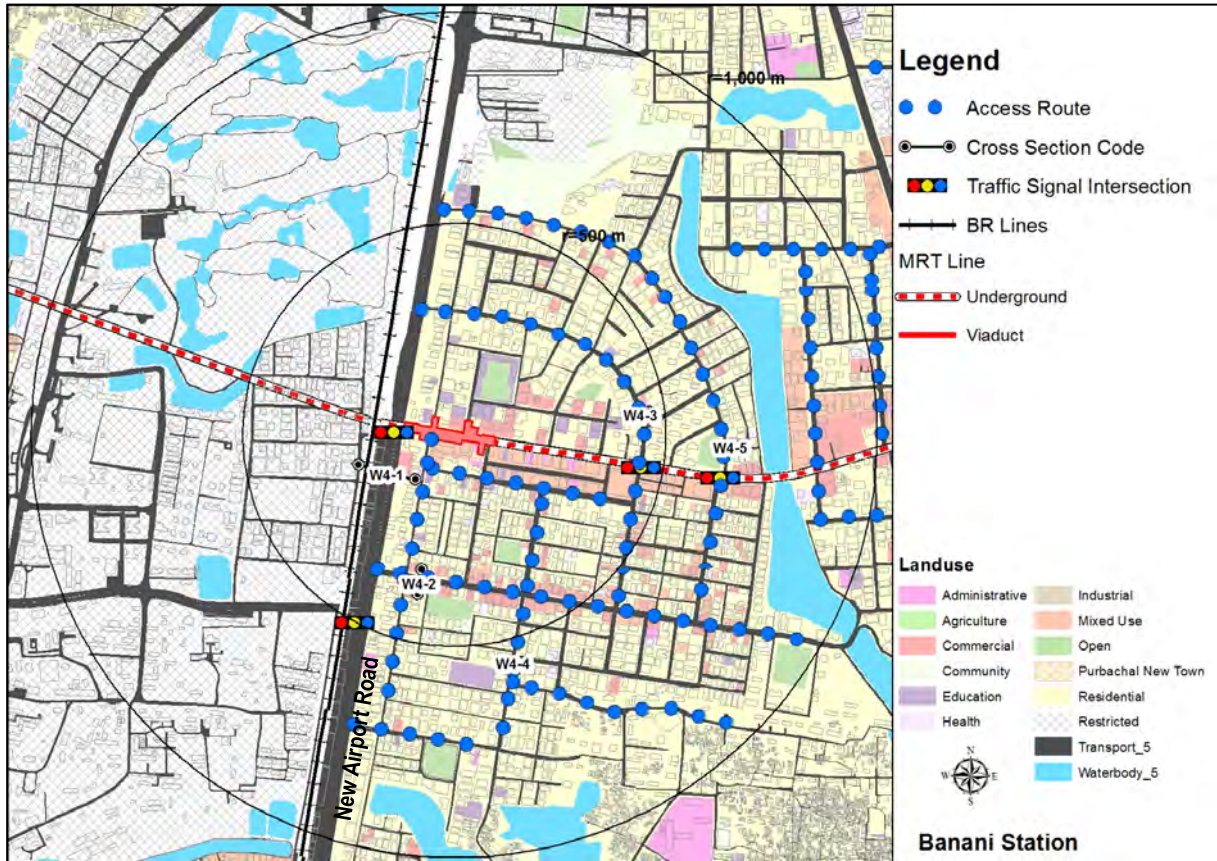 r=1,000 m
r=500 m
W4-3
W4-5
W4-1
W4-2
W4-4
New Airport Road
Legend
Access Route
Cross Section Code
Traffic Signal Intersection
BR Lines
MRT Line
Underground
Viaduct
Landuse
Administrative
Agriculture
Commercial
Community
Education
Health
Industrial
Mixed Use
Open
Purbachal New Town
Residential
Restricted
Transport_5
Waterbody_5
N
W
E
S
Banani Station